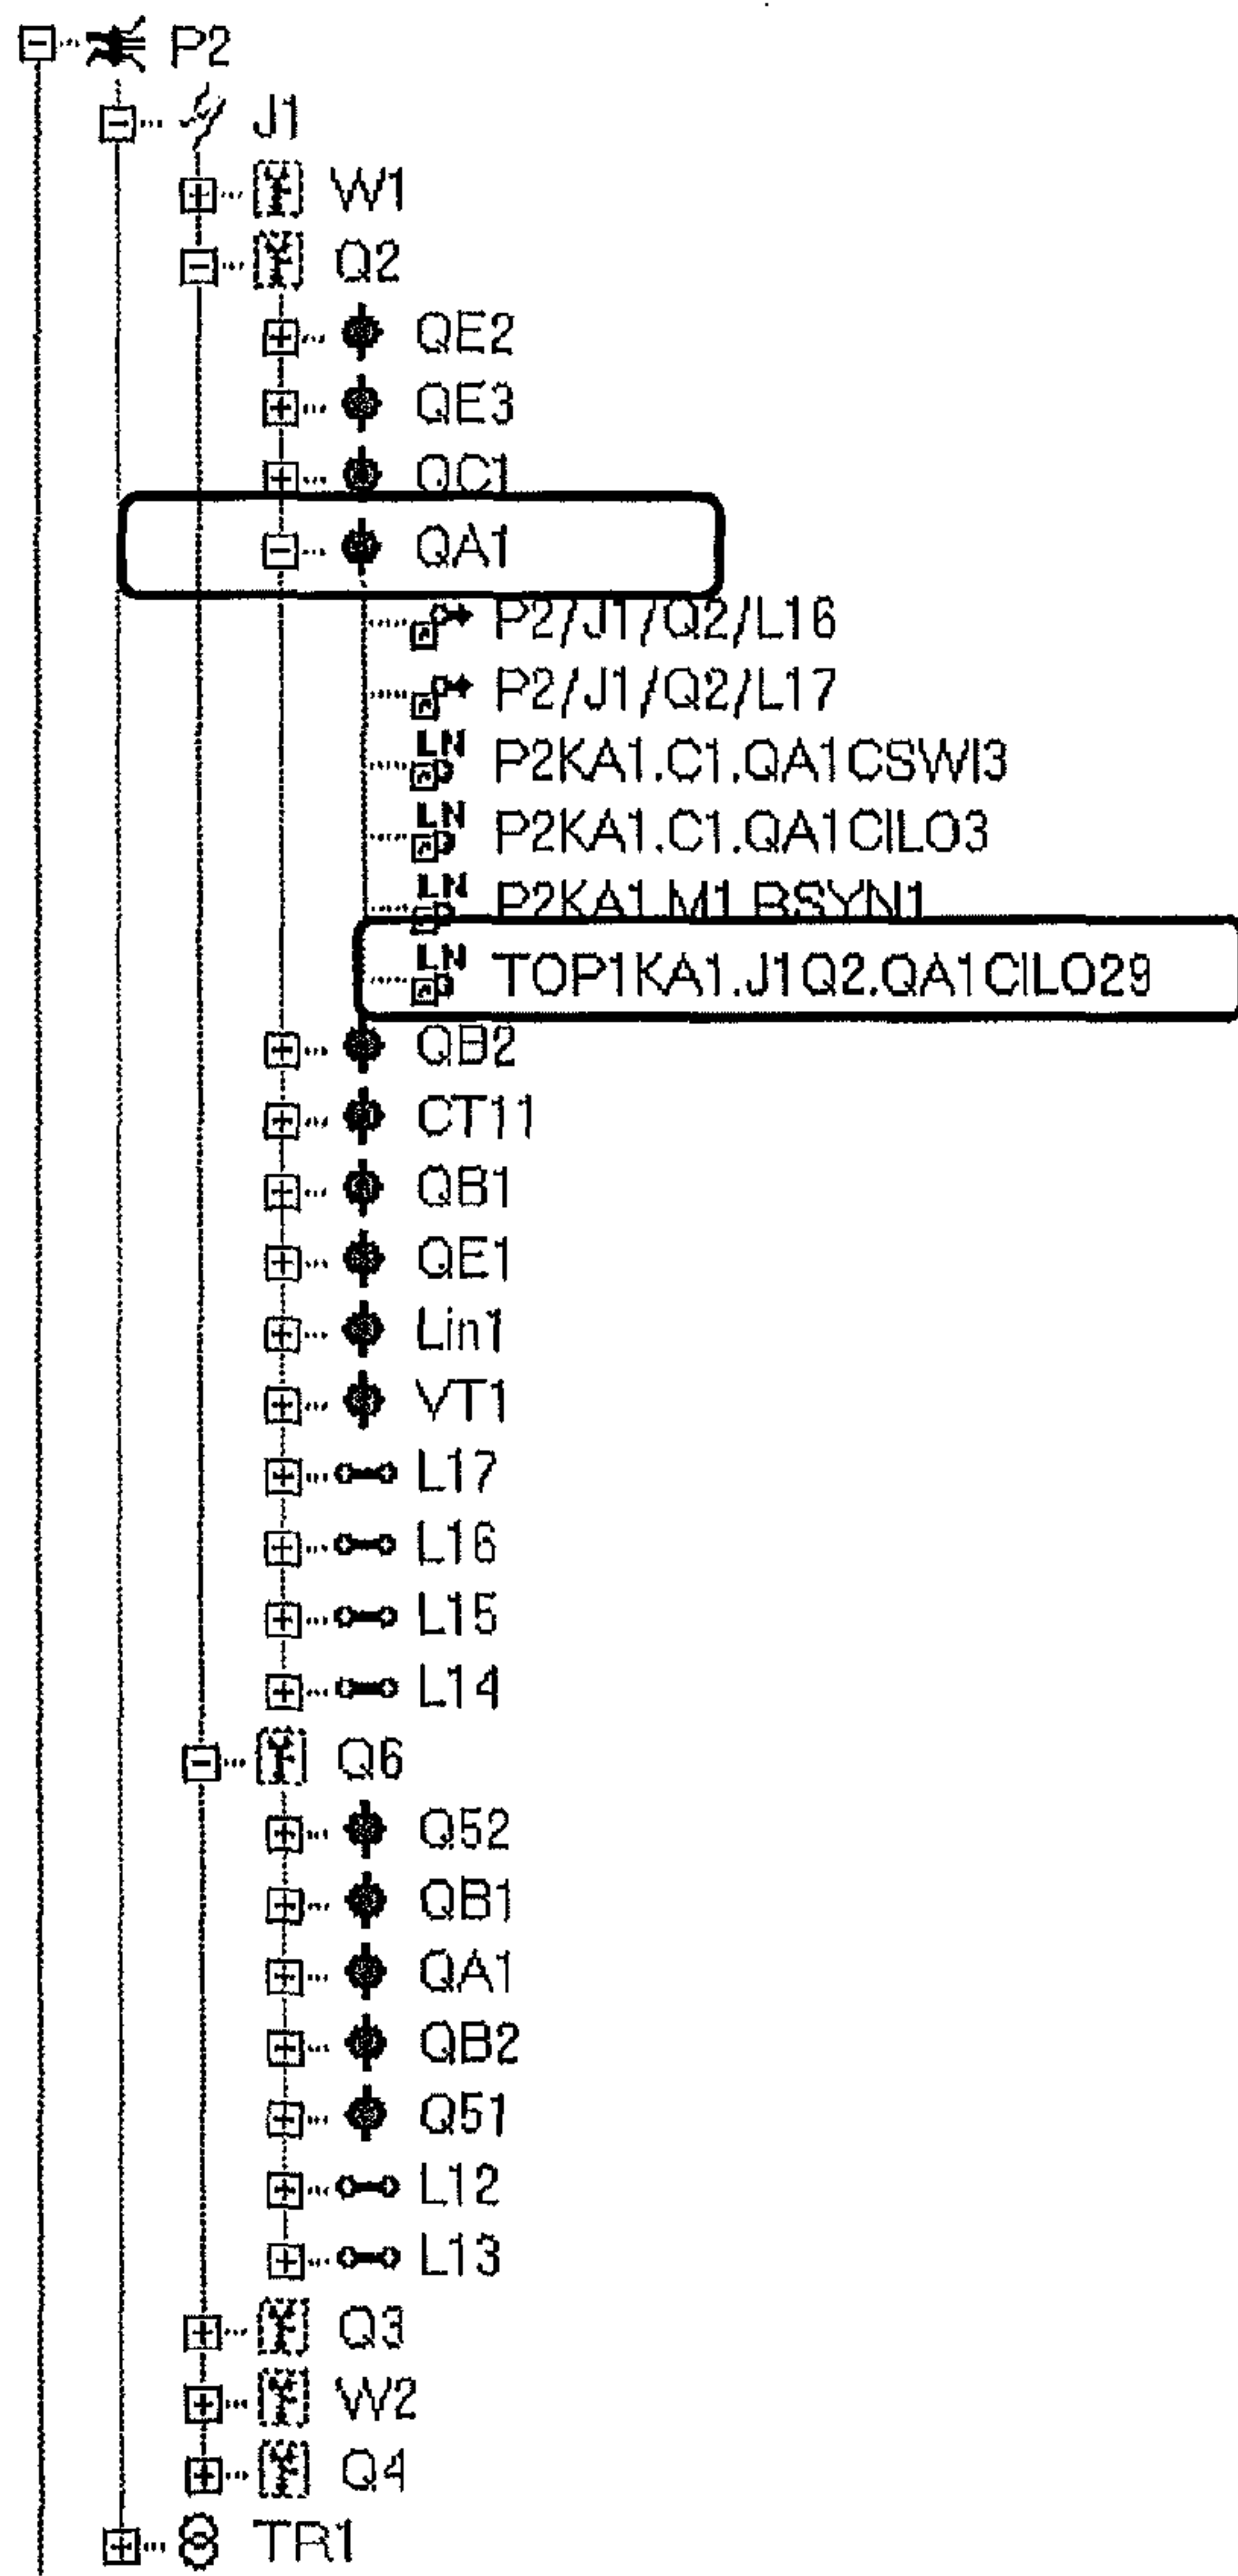 P2
J1
W1
Q2
QE2
QE3
QC1
QA1
P2/J1/Q2/L16
P2/J1/Q2/L17
LN P2KA1.C1.QA1CSWI3
LN P2KA1.C1.QA1CILO3
LN P2KA1.M1.RSYN1
LN TOP1KA1.J1Q2.QA1CILO29
QB2
CT11
QB1
QE1
Lin1
VT1
L17
L16
L15
L14
Q6
Q52
QB1
QA1
QB2
Q51
L12
L13
Q3
W2
Q4
TR1